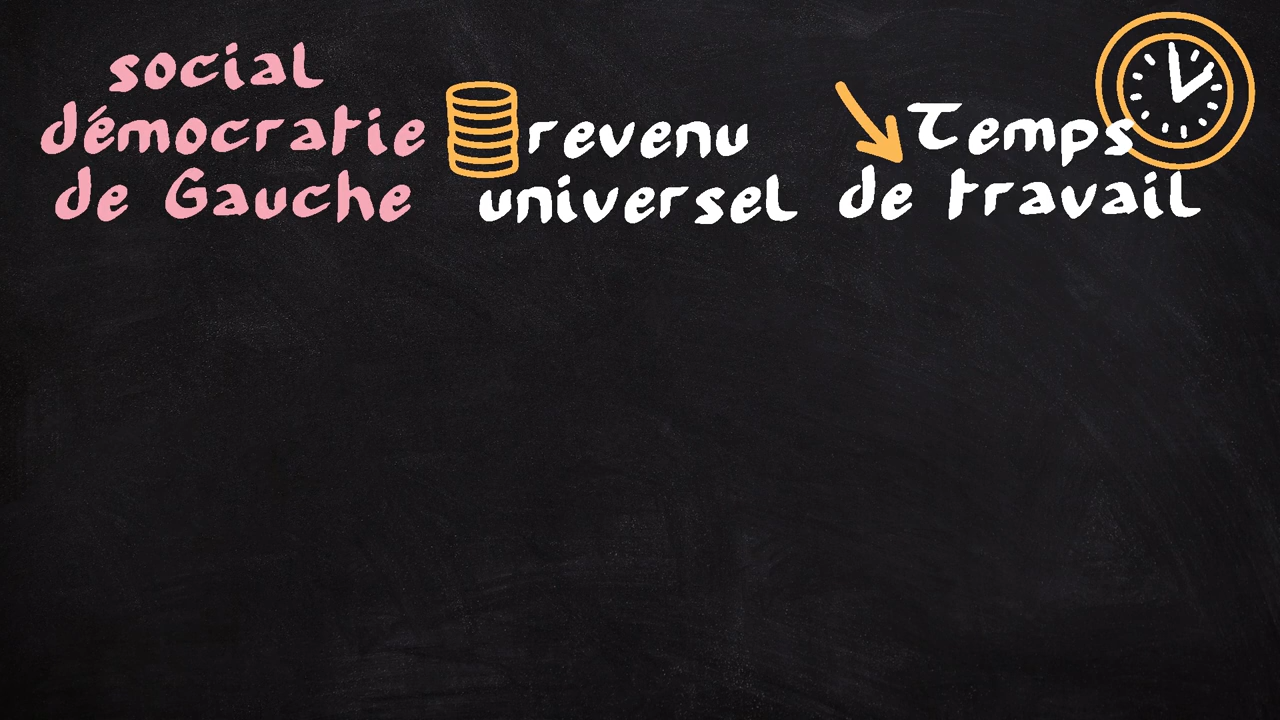 social
démocratie
de Gauche
revenu
universel
Temps
de travail